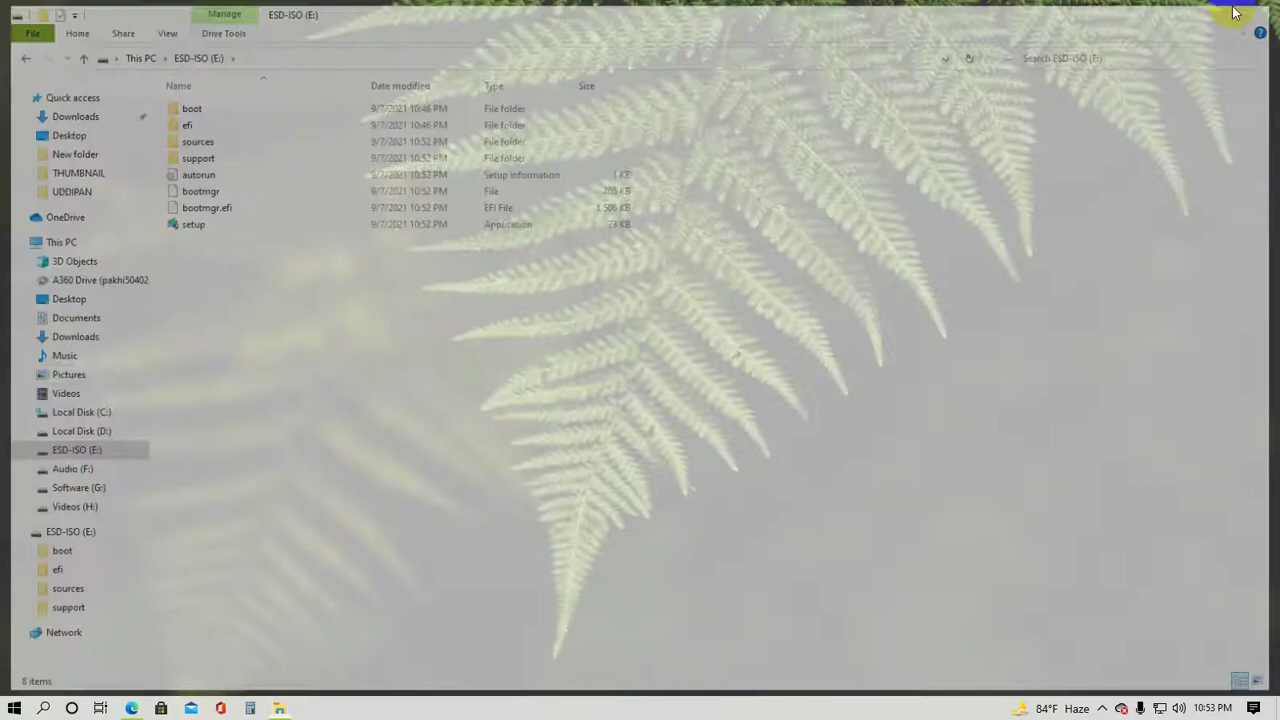 Manage
ESD-ISO (E:)
File
Home
Share
View
Drive Tools
This PC
ESD-ISO (E:)
Search ESD-ISO (E:)
Name
Date modified
Type
Size
boot
9/7/2021 10:46 PM
File folder
efi
9/7/2021 10:46 PM
File folder
sources
9/7/2021 10:52 PM
File folder
support
9/7/2021 10:52 PM
File folder
autorun
9/7/2021 10:52 PM
Setup information
1 KB
bootmgr
9/7/2021 10:52 PM
File
KB
bootmgr.efi
9/7/2021 10:52 PM
EFI File
1,506 KB
setup
9/7/2021 10:52 PM
Application
73 KB
Quick access
Downloads
Desktop
New folder
THUMBNAIL
UDDIPAN
OneDrive
This PC
3D Objects
A360 Drive (pakhi50402
Desktop
Documents
Downloads
Music
Pictures
Videos
Local Disk (C:)
Local Disk (D:)
ESD-ISO (E:)
Audio (F:)
Software (G:)
Videos (H:)
ESD-ISO (E:)
boot
efi
sources
support
Network
8 items
84°F Haze
10:53 PM